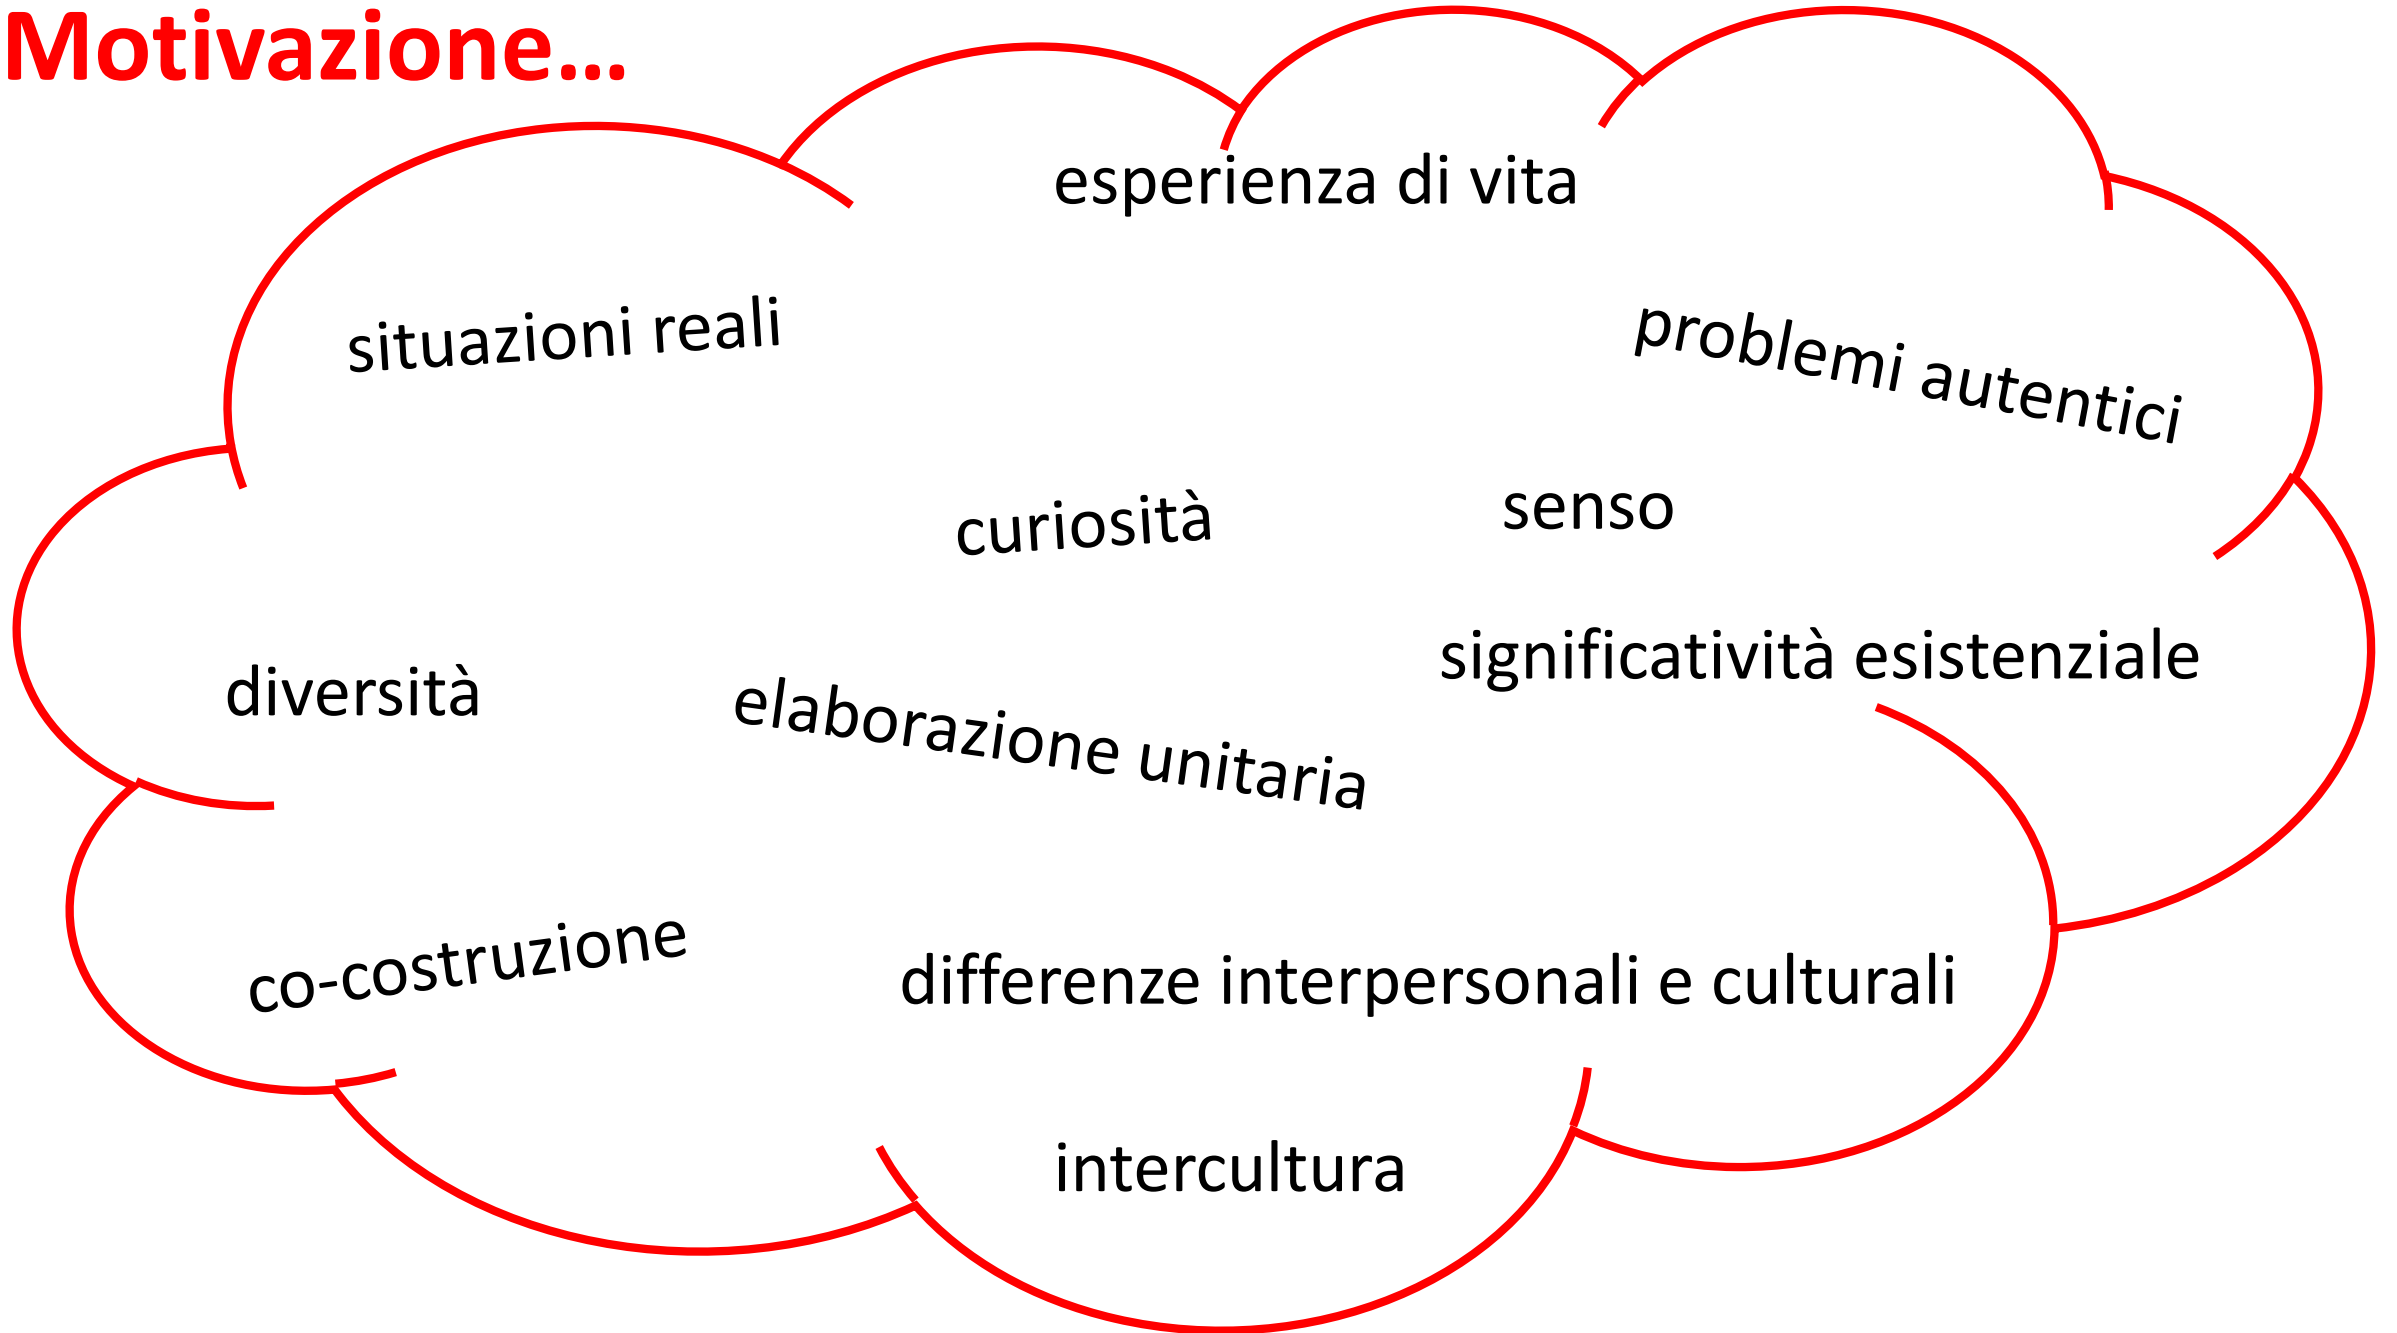 Motivazione…
esperienza di vita
situazioni reali
problemi autentici
curiosità
senso
significatività esistenziale
diversità
elaborazione unitaria
co-costruzione
differenze interpersonali e culturali
intercultura